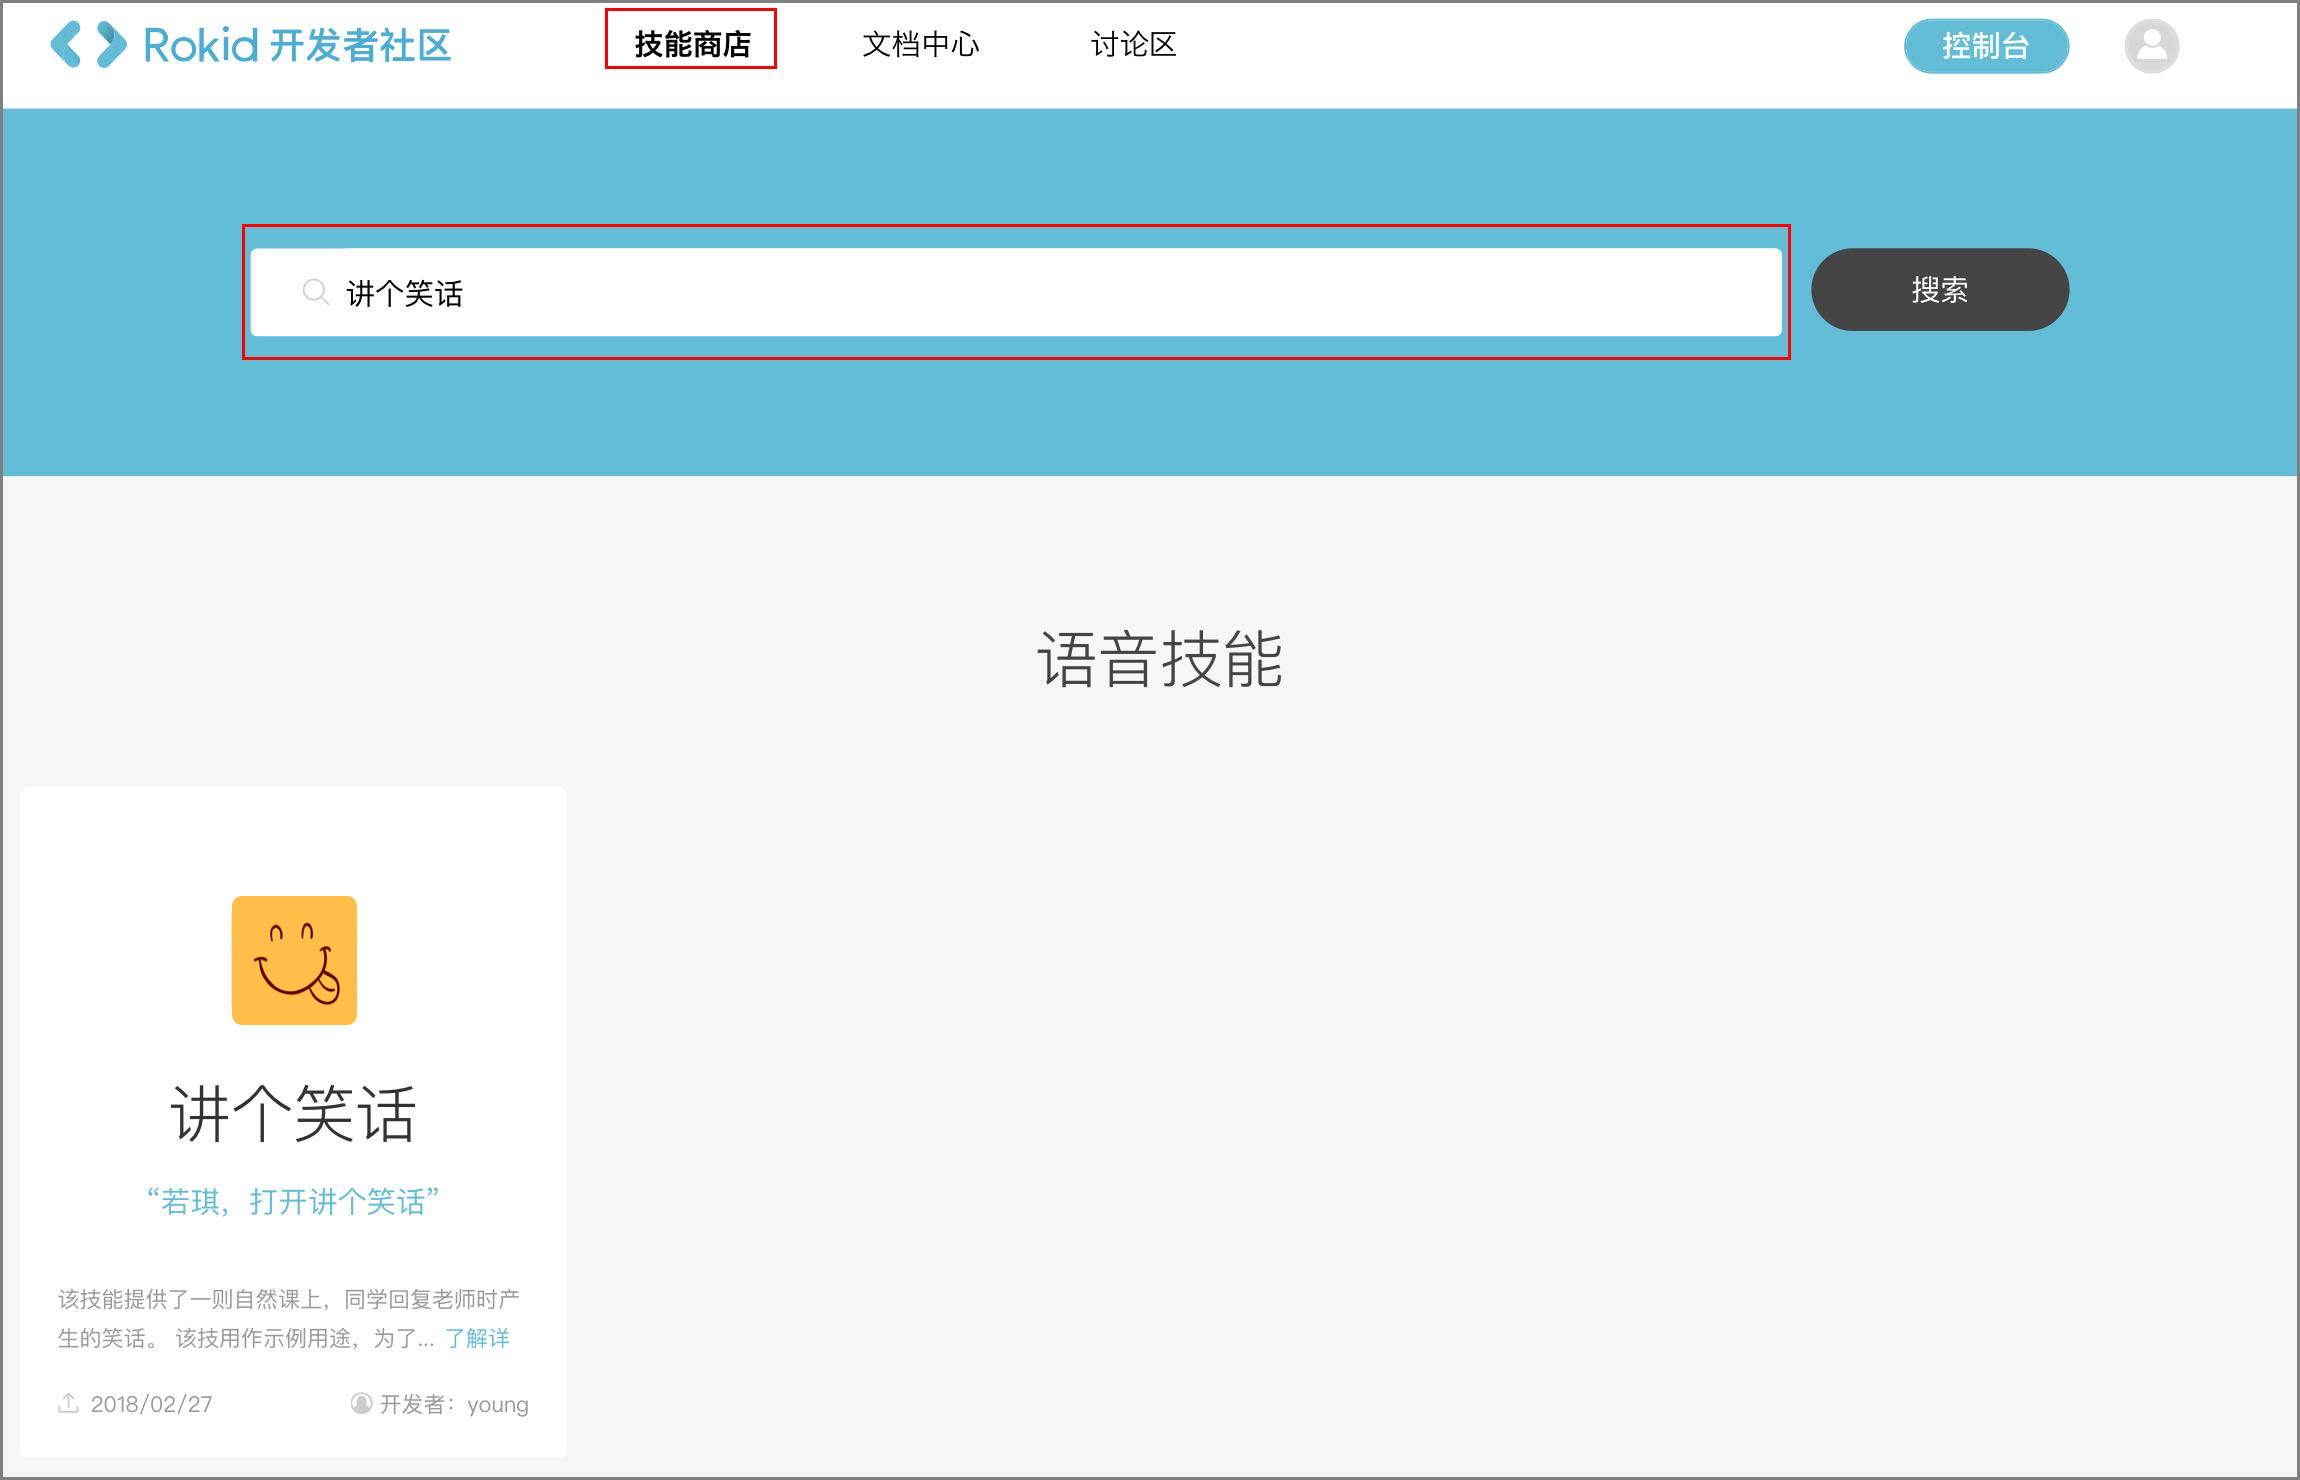 Rokid 开发者社区 技能商店 文档中心 讨论区 控制台
讲个笑话 搜索
语音技能
讲个笑话
“若琪，打开讲个笑话”
该技能提供了一则自然课上，同学回复老师时产
生的笑话。 该技用作示例用途，为了... 了解详
2018/02/27 开发者：young